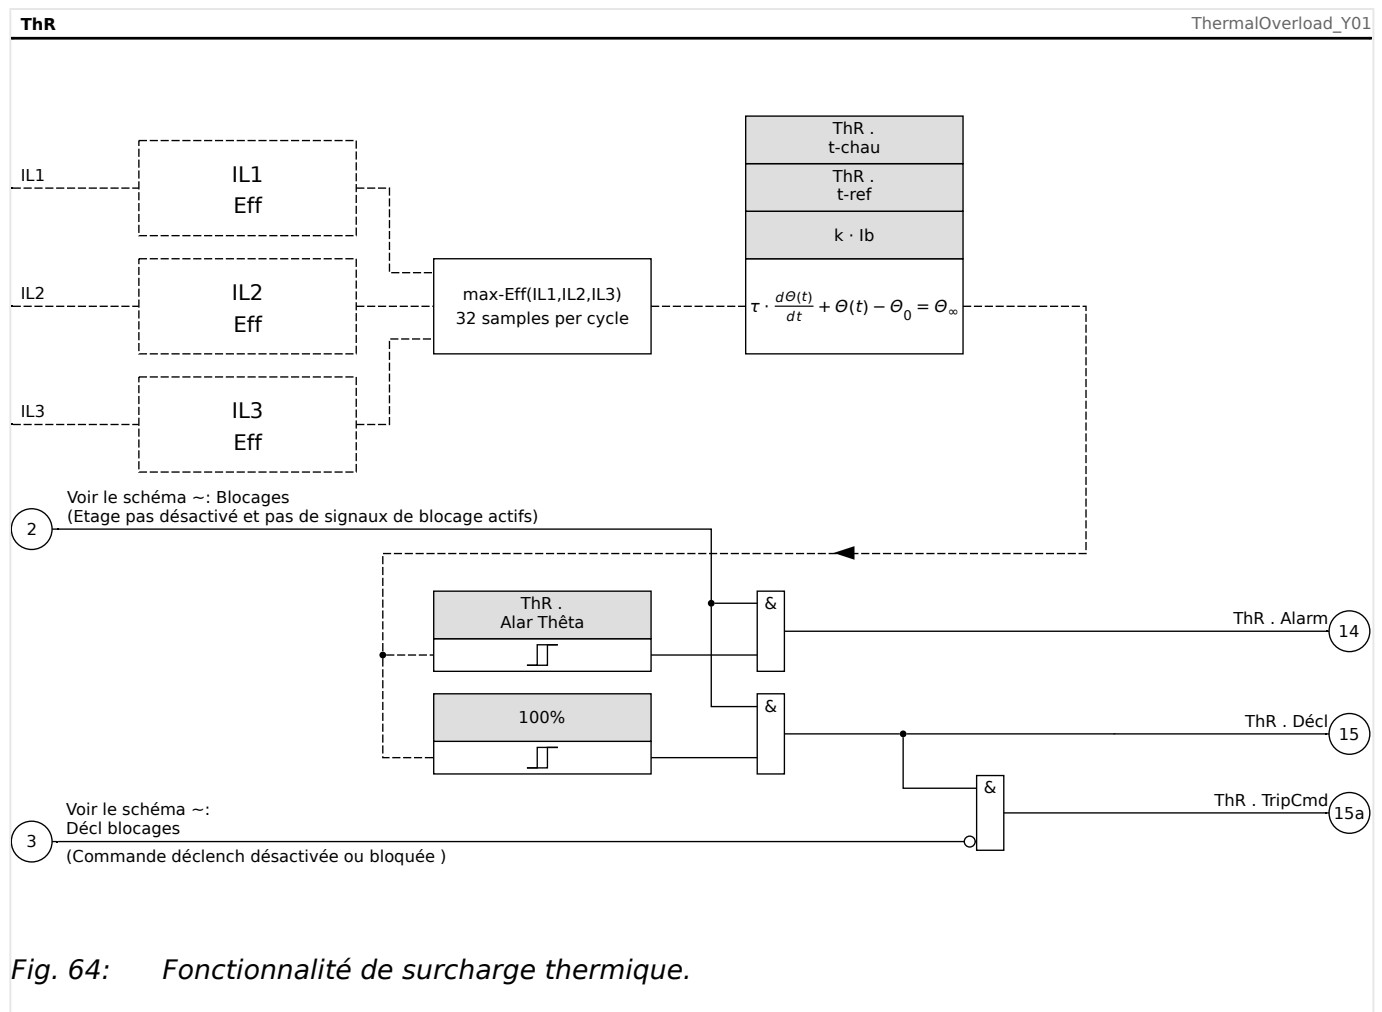 ThR
ThermalOverload_Y01
ThR .
t-chau
ThR .
t-ref
k · Ib
τ · dΘ(t)/dt + Θ(t) − Θ₀ = Θ∞
IL1
IL1
Eff
IL2
IL2
Eff
max-Eff(IL1,IL2,IL3)
32 samples per cycle
IL3
IL3
Eff
Voir le schéma ~: Blocages
2
(Etage pas désactivé et pas de signaux de blocage actifs)
ThR .
Alar Thêta
&
ThR . Alarm
14
100%
&
ThR . Décl
15
&
ThR . TripCmd
15a
Voir le schéma ~:
Décl blocages
3
(Commande déclench désactivée ou bloquée )
Fig. 64: Fonctionnalité de surcharge thermique.